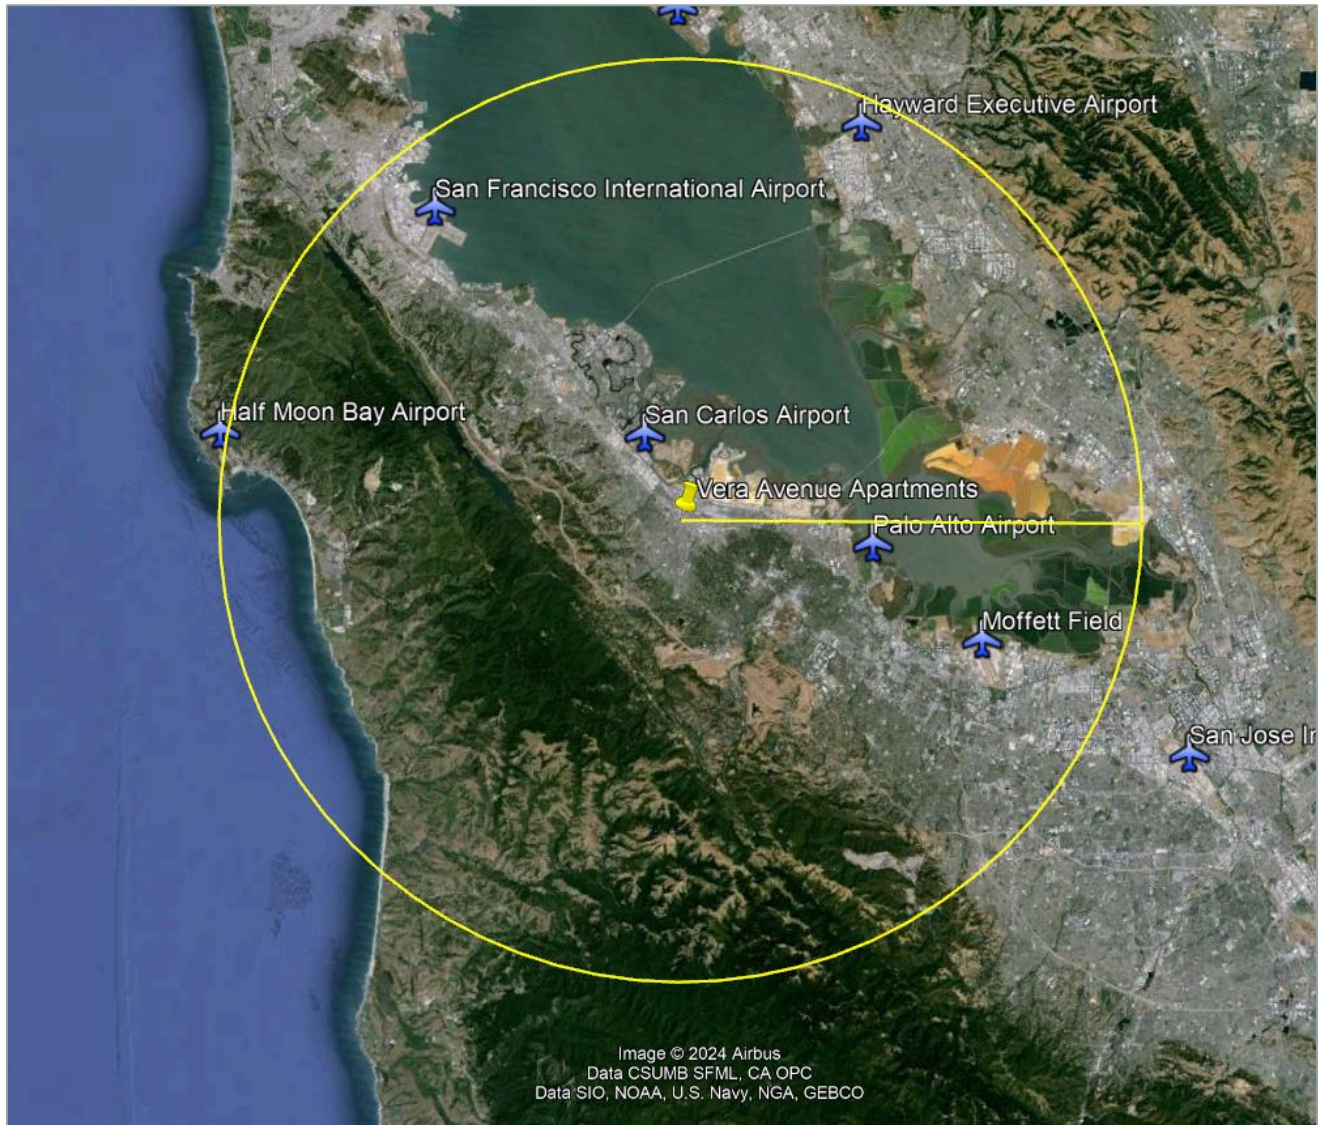 Hayward Executive Airport
San Francisco International Airport
Half Moon Bay Airport
San Carlos Airport
Vera Avenue Apartments
Palo Alto Airport
Moffett Field
San Jose
Image © 2024 Airbus
Data CSUMB SFML, CA OPC
Data SIO, NOAA, U.S. Navy, NGA, GEBCO